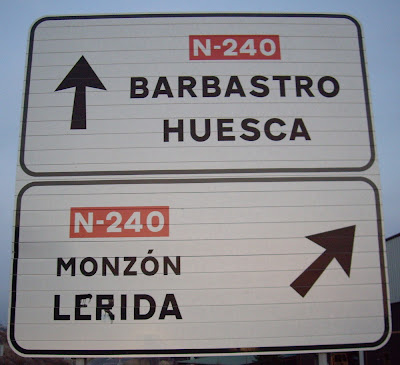 N-240
BARBASTRO
HUESCA
N-240
MONZÓN
LERIDA